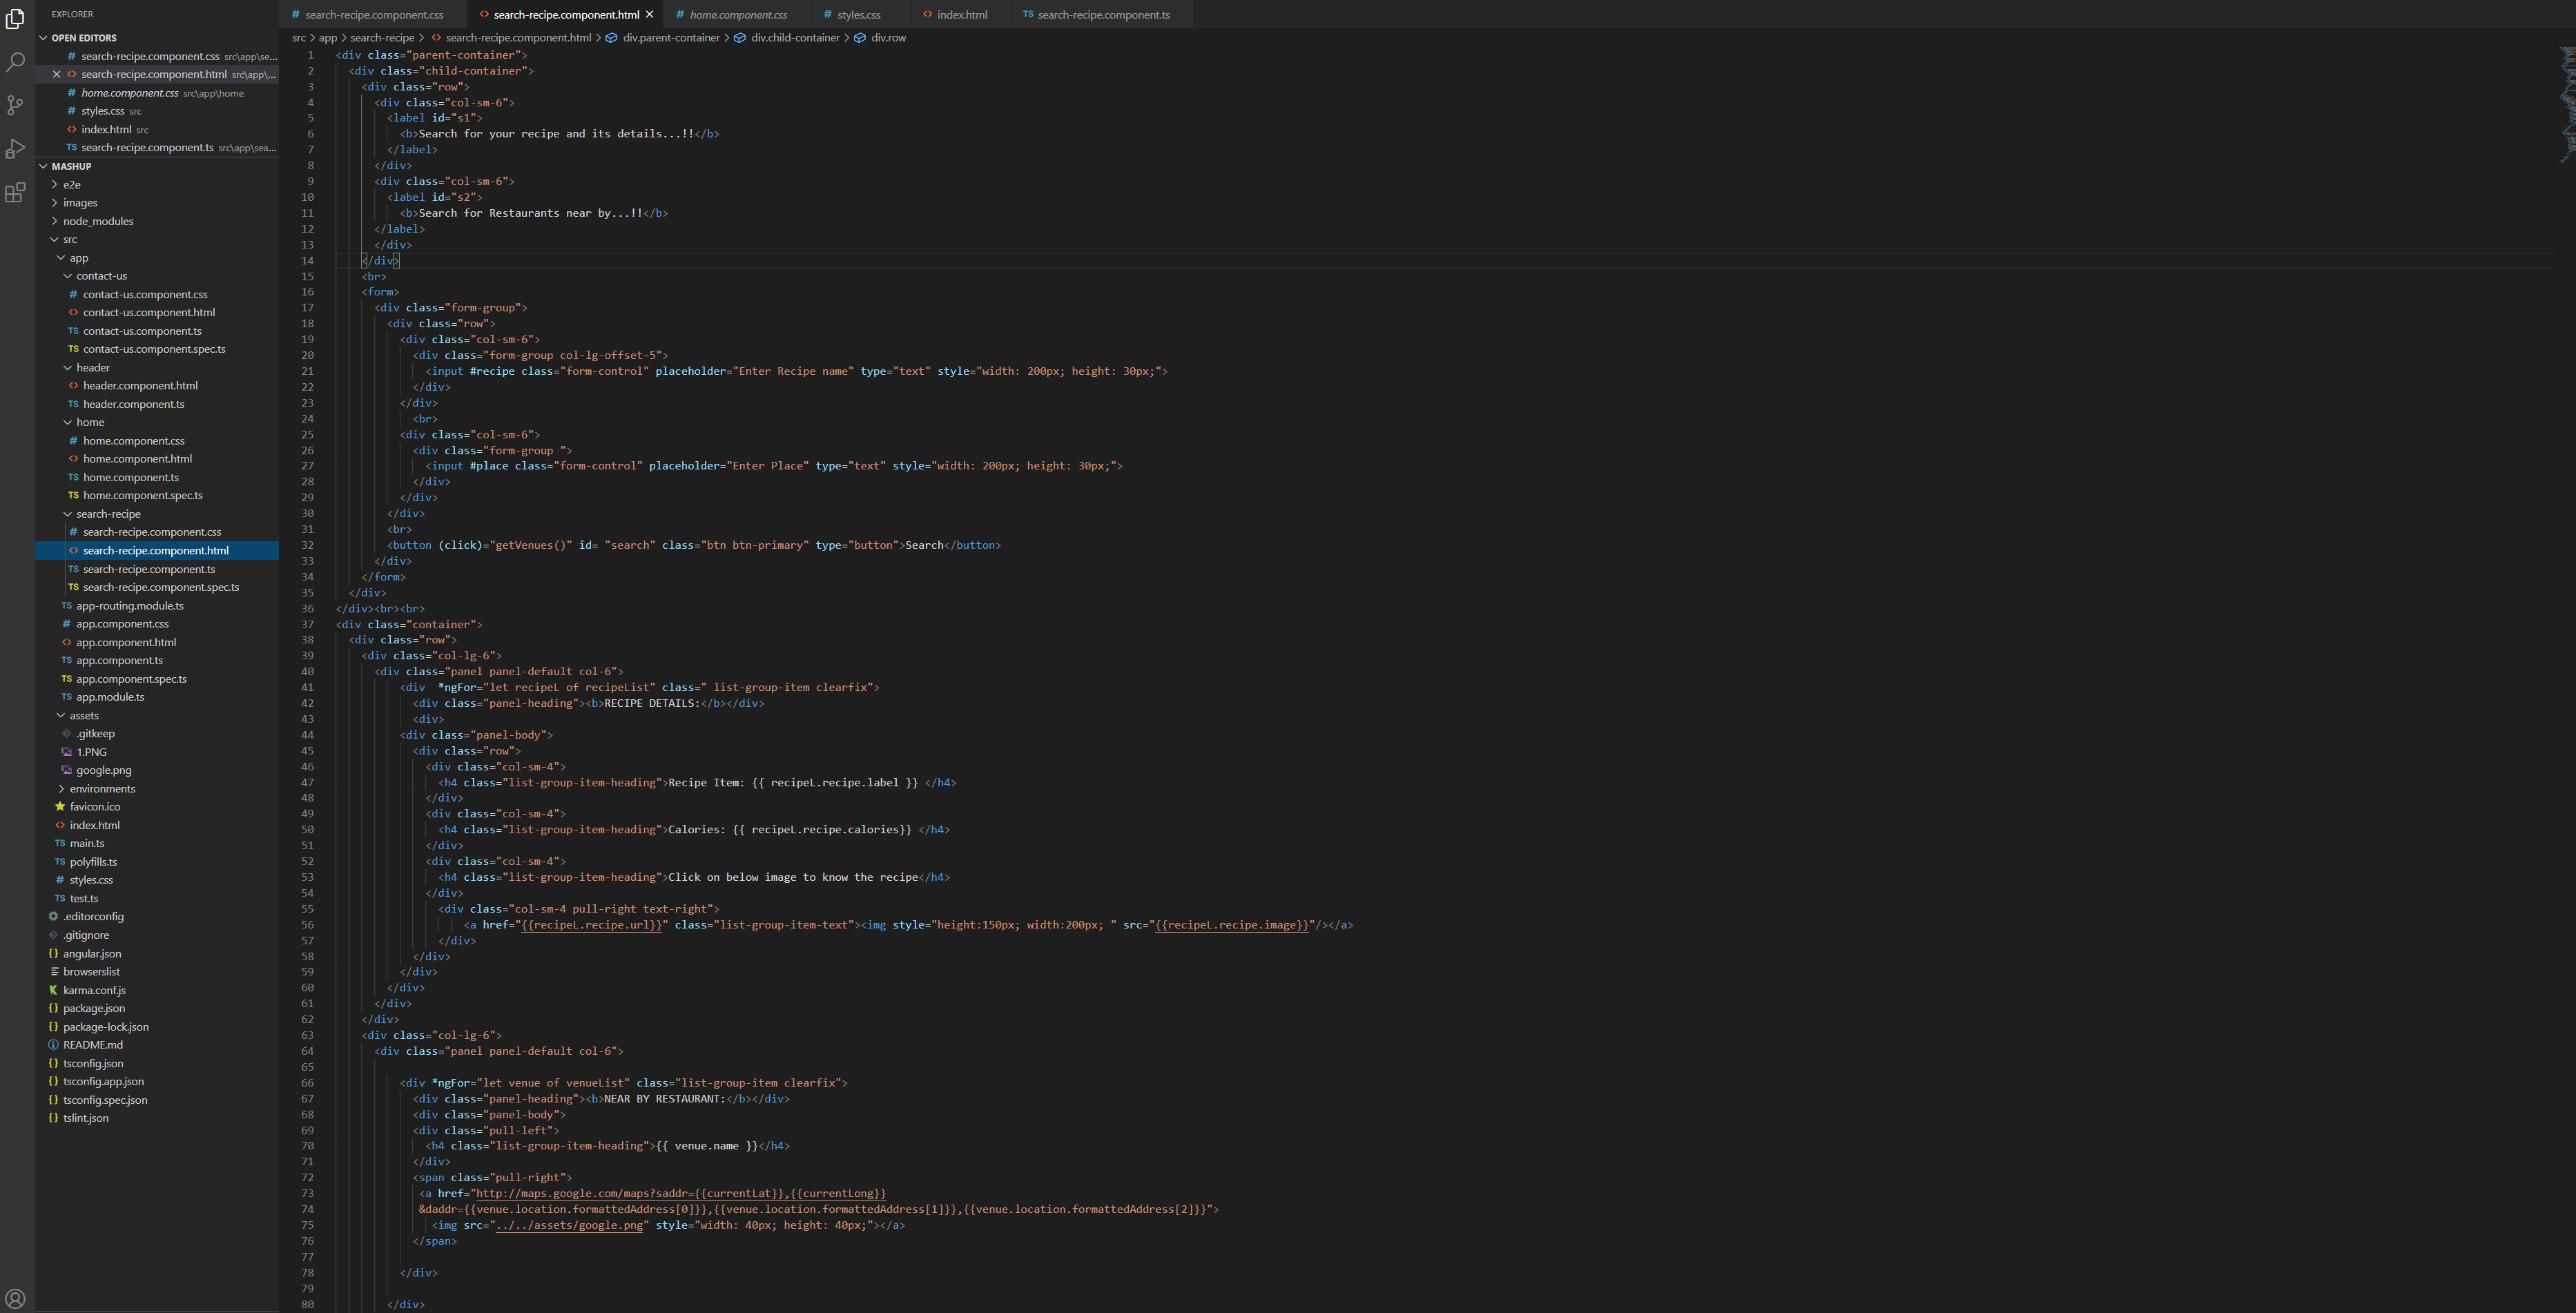 EXPLORER
OPEN EDITORS
# search-recipe.component.css src\app\se...
<> search-recipe.component.html src\app\...
# home.component.css src\app\home
# styles.css src
<> index.html src
TS search-recipe.component.ts src\app\sea...
MASHUP
e2e
images
node_modules
src
app
contact-us
# contact-us.component.css
<> contact-us.component.html
TS contact-us.component.ts
TS contact-us.component.spec.ts
header
<> header.component.html
TS header.component.ts
home
# home.component.css
<> home.component.html
TS home.component.ts
TS home.component.spec.ts
search-recipe
# search-recipe.component.css
<> search-recipe.component.html
TS search-recipe.component.ts
TS search-recipe.component.spec.ts
TS app-routing.module.ts
# app.component.css
<> app.component.html
TS app.component.ts
TS app.component.spec.ts
TS app.module.ts
assets
.gitkeep
1.PNG
google.png
environments
favicon.ico
<> index.html
TS main.ts
TS polyfills.ts
# styles.css
TS test.ts
.editorconfig
.gitignore
{} angular.json
browserslist
karma.conf.js
{} package.json
{} package-lock.json
README.md
{} tsconfig.json
{} tsconfig.app.json
{} tsconfig.spec.json
{} tslint.json
# search-recipe.component.css <> search-recipe.component.html # home.component.css # styles.css <> index.html TS search-recipe.component.ts
src > app > search-recipe > <> search-recipe.component.html > div.parent-container > div.child-container > div.row
1 <div class="parent-container">
2 <div class="child-container">
3 <div class="row">
4 <div class="col-sm-6">
5 <label id="s1">
6 <b>Search for your recipe and its details...!!</b>
7 </label>
8 </div>
9 <div class="col-sm-6">
10 <label id="s2">
11 <b>Search for Restaurants near by...!!</b>
12 </label>
13 </div>
14 </div>
15 <br>
16 <form>
17 <div class="form-group">
18 <div class="row">
19 <div class="col-sm-6">
20 <div class="form-group col-lg-offset-5">
21 <input #recipe class="form-control" placeholder="Enter Recipe name" type="text" style="width: 200px; height: 30px;">
22 </div>
23 </div>
24 <br>
25 <div class="col-sm-6">
26 <div class="form-group ">
27 <input #place class="form-control" placeholder="Enter Place" type="text" style="width: 200px; height: 30px;">
28 </div>
29 </div>
30 </div>
31 <br>
32 <button (click)="getVenues()" id= "search" class="btn btn-primary" type="button">Search</button>
33 </div>
34 </form>
35 </div>
36 </div><br><br>
37 <div class="container">
38 <div class="row">
39 <div class="col-lg-6">
40 <div class="panel panel-default col-6">
41 <div  *ngFor="let recipeL of recipeList" class=" list-group-item clearfix">
42 <div class="panel-heading"><b>RECIPE DETAILS:</b></div>
43 <div>
44 <div class="panel-body">
45 <div class="row">
46 <div class="col-sm-4">
47 <h4 class="list-group-item-heading">Recipe Item: {{ recipeL.recipe.label }} </h4>
48 </div>
49 <div class="col-sm-4">
50 <h4 class="list-group-item-heading">Calories: {{ recipeL.recipe.calories}} </h4>
51 </div>
52 <div class="col-sm-4">
53 <h4 class="list-group-item-heading">Click on below image to know the recipe</h4>
54 </div>
55 <div class="col-sm-4 pull-right text-right">
56 <a href="{{recipeL.recipe.url}}" class="list-group-item-text"><img style="height:150px; width:200px; " src="{{recipeL.recipe.image}}"/></a>
57 </div>
58 </div>
59 </div>
60 </div>
61 </div>
62 </div>
63 <div class="col-lg-6">
64 <div class="panel panel-default col-6">
65
66 <div *ngFor="let venue of venueList" class="list-group-item clearfix">
67 <div class="panel-heading"><b>NEAR BY RESTAURANT:</b></div>
68 <div class="panel-body">
69 <div class="pull-left">
70 <h4 class="list-group-item-heading">{{ venue.name }}</h4>
71 </div>
72 <span class="pull-right">
73 <a href="http://maps.google.com/maps?saddr={{currentLat}},{{currentLong}}
74 &daddr={{venue.location.formattedAddress[0]}},{{venue.location.formattedAddress[1]}},{{venue.location.formattedAddress[2]}}">
75 <img src="../../assets/google.png" style="width: 40px; height: 40px;"></a>
76 </span>
77
78 </div>
79
80 </div>